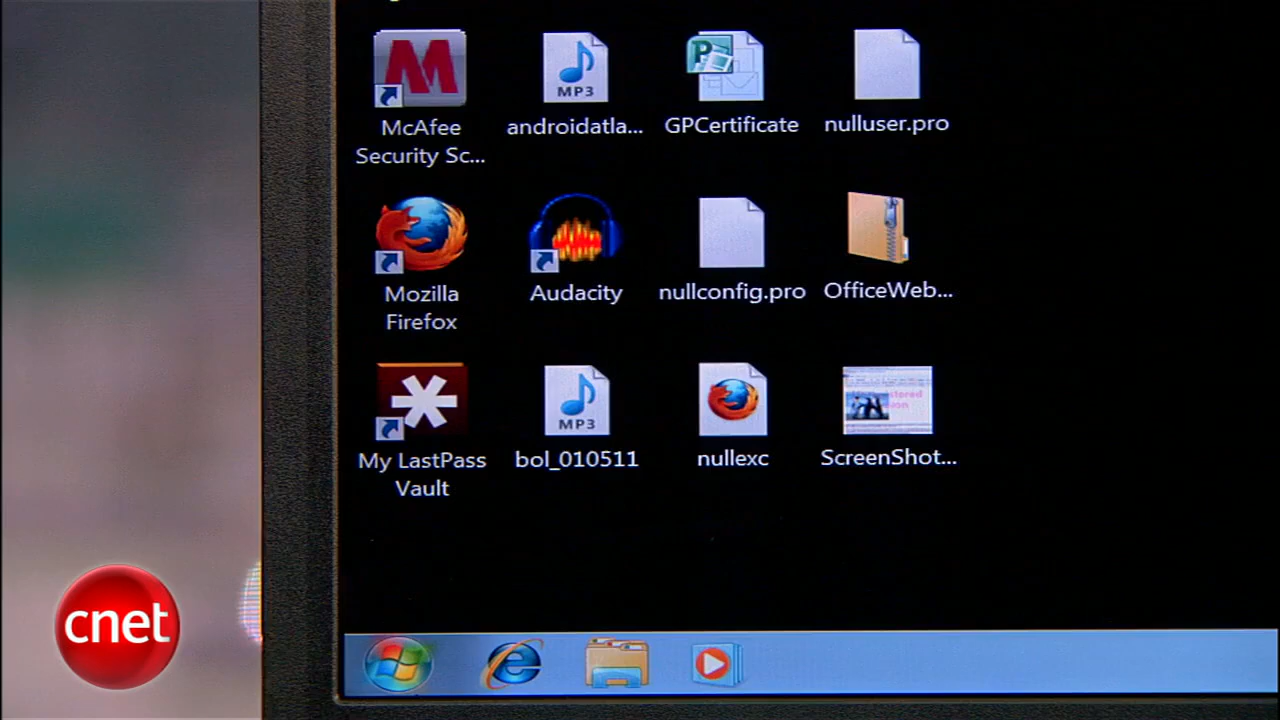 McAfee
Security Sc...
androidatla...
GPCertificate
nulluser.pro
Mozilla
Firefox
Audacity
nullconfig.pro
OfficeWeb...
My LastPass
Vault
bol_010511
nullexc
ScreenShot...
MP3
MP3
cnet